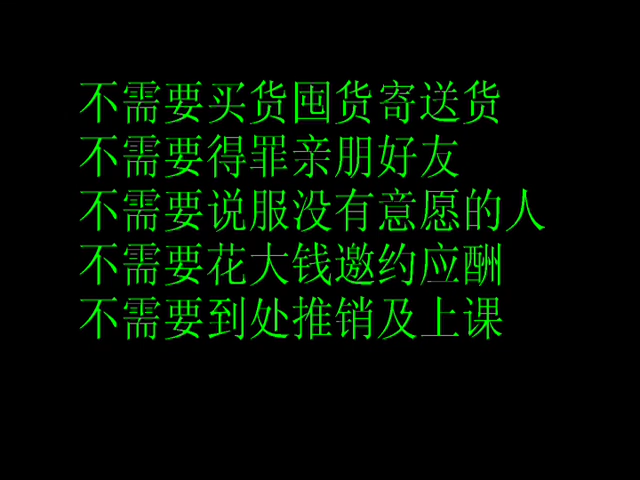 不需要买货囤货寄送货
不需要得罪亲朋好友
不需要说服没有意愿的人
不需要花大钱邀约应酬
不需要到处推销及上课